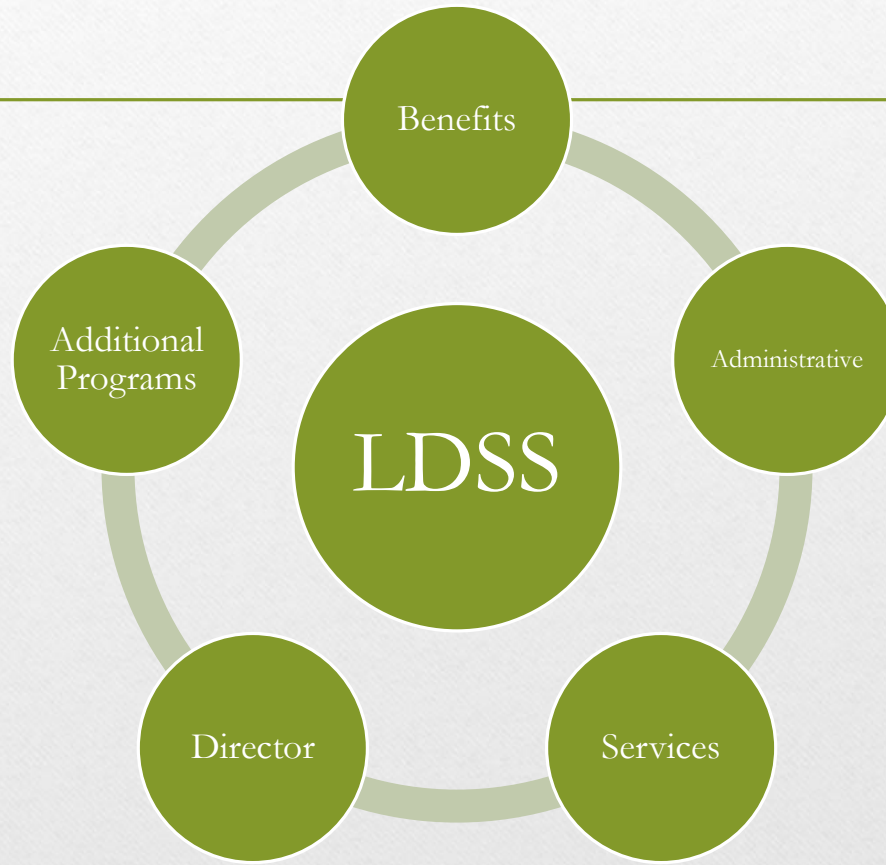 Benefits
Additional
Programs
Administrative
LDSS
Director
Services